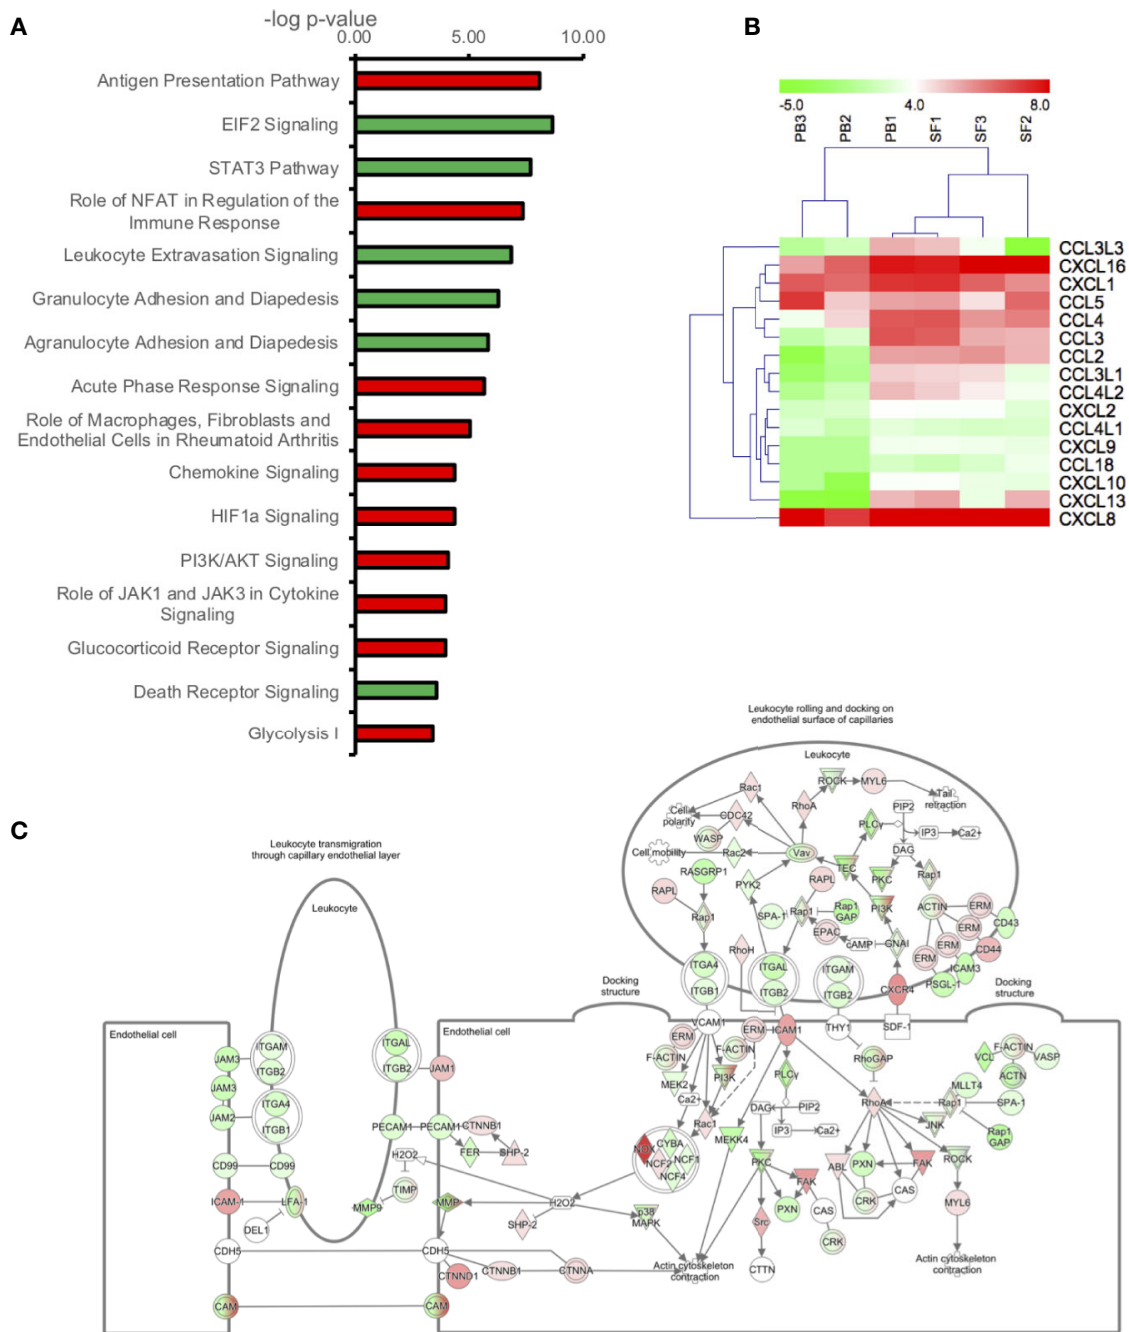 A
-log p-value
0.00 5.00 10.00
Antigen Presentation Pathway
EIF2 Signaling
STAT3 Pathway
Role of NFAT in Regulation of the
Immune Response
Leukocyte Extravasation Signaling
Granulocyte Adhesion and Diapedesis
Agranulocyte Adhesion and Diapedesis
Acute Phase Response Signaling
Role of Macrophages, Fibroblasts and
Endothelial Cells in Rheumatoid Arthritis
Chemokine Signaling
HIF1a Signaling
PI3K/AKT Signaling
Role of JAK1 and JAK3 in Cytokine
Signaling
Glucocorticoid Receptor Signaling
Death Receptor Signaling
Glycolysis I
B
-5.0 4.0 8.0
PB3 PB2 PB1 SF1 SF3 SF2
CCL3L3
CXCL16
CXCL1
CCL5
CCL4
CCL3
CCL2
CCL3L1
CCL4L2
CXCL2
CCL4L1
CXCL9
CCL18
CXCL10
CXCL13
CXCL8
C
Leukocyte transmigration
through capillary endothelial layer
Leukocyte
Endothelial cell
JAM3
JAM3
JAM2
CD99
ICAM-1
DEL1
CDH5
CAM
ITGAM
ITGB2
ITGA4
ITGB1
CD99
LFA-1
ITGAL
ITGB2
JAM1
PECAM1
PECAM1
CTNNB1
FER
SHP-2
H2O2
TIMP
MMP9
MMP
H2O2
SHP-2
p38
MAPK
CDH5
CTNND1
CTNNB1
CTNNA
CAM
Actin cytoskeleton
contraction
Leukocyte rolling and docking on
endothelial surface of capillaries
Leukocyte
Rac1
Cell
polarity
CDC42
WASP
Cell mobility
Rac2
RhoA
ROCK
MYL6
Tail
retraction
Vav
PLCγ
PIP2
IP3
Ca2+
DAG
TEC
PKC
Rap1
RASGRP1
PYK2
RAPL
RAPL
Rap1
SPA-1
Rap1
Rap1
GAP
PI3K
EPAC
cAMP
GNAI
ACTIN
ERM
ERM
ERM
ERM
CD43
CD44
ICAM3
PSGL-1
RhoH
ITGA4
ITGB1
ITGAL
ITGB2
ITGAM
ITGB2
CXCR4
Docking
structure
Docking
structure
Endothelial cell
VCAM1
ICAM1
THY1
SDF-1
ERM
F-ACTIN
MEK2
Ca2+
ERM
F-ACTIN
PI3K
Rac1
NOX
CYBA
NCF2
NCF1
NCF4
MEKK4
PLCγ
DAG
PIP2
IP3
Ca2+
PKC
FAK
PXN
CAS
CRK
Src
CTTN
RhoGAP
RhoA
Rap1
JNK
ABL
PXN
FAK
ROCK
CRK
CAS
MYL6
Actin cytoskeleton
contraction
VCL
F-ACTIN
VASP
ACTN
MLLT4
SPA-1
Rap1
GAP